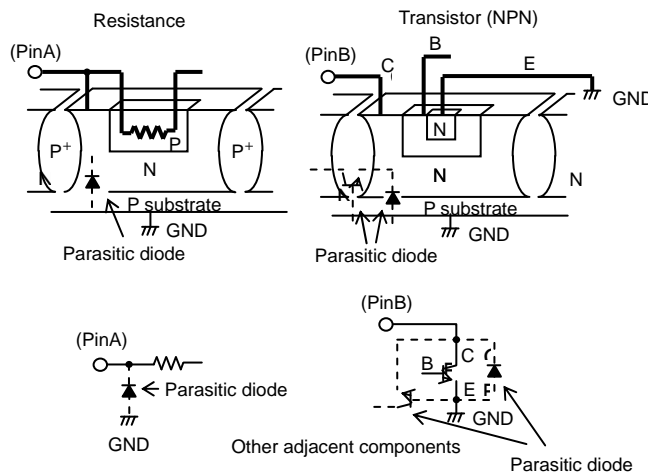 Resistance
Transistor (NPN)
(PinA)
(PinB)
C
B
E
GND
P+
P
P+
N
N
N
N
P substrate
P substrate
GND
GND
Parasitic diode
Parasitic diode
(PinA)
(PinB)
Parasitic diode
GND
C
B
E
GND
Other adjacent components
Parasitic diode